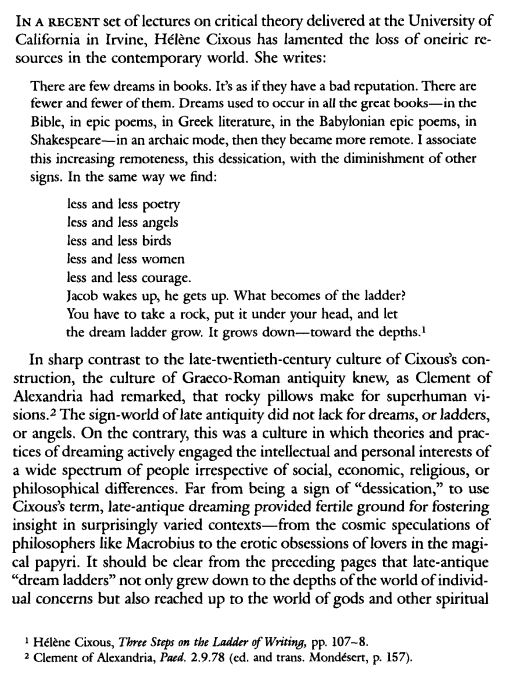 IN A RECENT set of lectures on critical theory delivered at the University of
California in Irvine, Hélène Cixous has lamented the loss of oneiric re-
sources in the contemporary world. She writes:
There are few dreams in books. It's as if they have a bad reputation. There are
fewer and fewer of them. Dreams used to occur in all the great books—in the
Bible, in epic poems, in Greek literature, in the Babylonian epic poems, in
Shakespeare—in an archaic mode, then they became more remote. I associate
this increasing remoteness, this dessication, with the diminishment of other
signs. In the same way we find:
less and less poetry
less and less angels
less and less birds
less and less women
less and less courage.
Jacob wakes up, he gets up. What becomes of the ladder?
You have to take a rock, put it under your head, and let
the dream ladder grow. It grows down—toward the depths.¹
In sharp contrast to the late-twentieth-century culture of Cixous's con-
struction, the culture of Graeco-Roman antiquity knew, as Clement of
Alexandria had remarked, that rocky pillows make for superhuman vi-
sions.² The sign-world of late antiquity did not lack for dreams, or ladders,
or angels. On the contrary, this was a culture in which theories and prac-
tices of dreaming actively engaged the intellectual and personal interests of
a wide spectrum of people irrespective of social, economic, religious, or
philosophical differences. Far from being a sign of "dessication," to use
Cixous's term, late-antique dreaming provided fertile ground for fostering
insight in surprisingly varied contexts—from the cosmic speculations of
philosophers like Macrobius to the erotic obsessions of lovers in the magi-
cal papyri. It should be clear from the preceding pages that late-antique
"dream ladders" not only grew down to the depths of the world of individ-
ual concerns but also reached up to the world of gods and other spiritual
¹ Hélène Cixous, Three Steps on the Ladder of Writing, pp. 107–8.
² Clement of Alexandria, Paed. 2.9.78 (ed. and trans. Mondésert, p. 157).